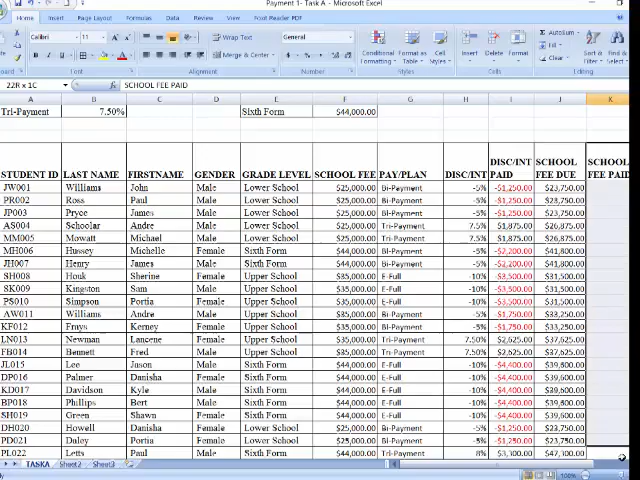 Payment 1- Task A - Microsoft Excel
Home Insert Page Layout Formulas Data Review View Foxit Reader PDF
Calibri 11 Wrap Text General AutoSum
Fill
B I U Merge & Center $ % Conditional Formatting Format as Table Cell Styles Insert Delete Format Clear Sort & Find &
Clipboard Font Alignment Number Styles Cells
22R x 1C fx SCHOOL FEE PAID
A B C D E F G H I J K
Tri-Payment 7.50% Sixth Form $44,000.00
STUDENT ID LAST NAME FIRSTNAME GENDER GRADE LEVEL SCHOOL FEE PAY/PLAN DISC/INT DISC/INT PAID SCHOOL FEE DUE SCHOOL FEE PAID
JW001 Williams John Male Lower School $25,000.00 Bi-Payment -5% -$1,250.00 $23,750.00
PR002 Ross Paul Male Lower School $25,000.00 Bi-Payment -5% -$1,250.00 $23,750.00
JP003 Pryce James Male Lower School $25,000.00 Bi-Payment -5% -$1,250.00 $23,750.00
AS004 Schoolar Andre Male Lower School $25,000.00 Tri-Payment 7.5% $1,875.00 $26,875.00
MM005 Mowatt Michael Male Lower School $25,000.00 Tri-Payment 7.5% $1,875.00 $26,875.00
MH006 Hussey Michelle Female Sixth Form $44,000.00 Bi-Payment -5% -$2,200.00 $41,800.00
JH007 Henry James Male Sixth Form $44,000.00 Bi-Payment -5% -$2,200.00 $41,800.00
SH008 Houk Sherine Female Upper School $35,000.00 E-Full -10% -$3,500.00 $31,500.00
SK009 Kingston Sam Male Upper School $35,000.00 E-Full -10% -$3,500.00 $31,500.00
PS010 Simpson Portia Female Upper School $35,000.00 E-Full -10% -$3,500.00 $31,500.00
AW011 Williams Andre Male Upper School $35,000.00 Bi-Payment -5% -$1,750.00 $33,250.00
KF012 Frays Kerney Female Upper School $35,000.00 Bi-Payment -5% -$1,750.00 $33,250.00
LN013 Newman Lancene Female Upper School $35,000.00 Tri-Payment 7.50% $2,625.00 $37,625.00
FB014 Bennett Fred Male Upper School $35,000.00 Tri-Payment 7.50% $2,625.00 $37,625.00
JL015 Lee Jason Male Sixth Form $44,000.00 E-Full -10% -$4,400.00 $39,600.00
DP016 Palmer Danisha Female Sixth Form $44,000.00 E-Full -10% -$4,400.00 $39,600.00
KD017 Davidson Kyle Male Sixth Form $44,000.00 E-Full -10% -$4,400.00 $39,600.00
BP018 Phillips Bert Male Sixth Form $44,000.00 E-Full -10% -$4,400.00 $39,600.00
SH019 Green Shawn Male Sixth Form $44,000.00 E-Full -10% -$4,400.00 $39,600.00
DH020 Howell Danisha Female Lower School $25,000.00 Bi-Payment -5% -$1,250.00 $23,750.00
PD021 Daley Portia Female Lower School $25,000.00 Bi-Payment -5% -$1,250.00 $23,750.00
PL022 Letts Paul Male Sixth Form $44,000.00 Tri-Payment 8% $3,300.00 $47,300.00
TASKA Sheet2 Sheet3
100%